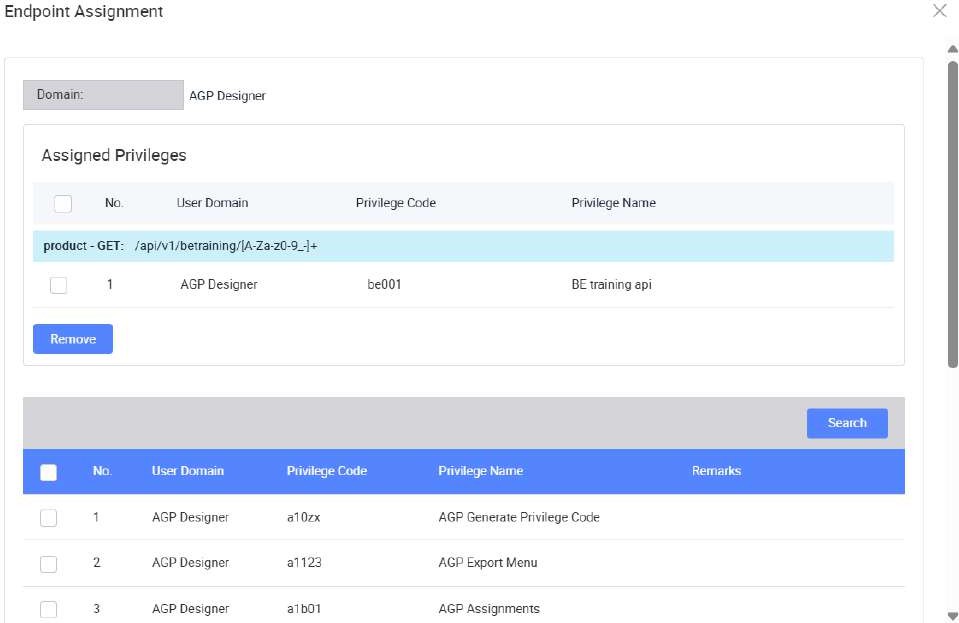 Endpoint Assignment
Domain: AGP Designer
Assigned Privileges
No. User Domain Privilege Code Privilege Name
product - GET: /api/v1/betraining/[A-Za-z0-9_-]+
1 AGP Designer be001 BE training api
Remove
Search
No. User Domain Privilege Code Privilege Name Remarks
1 AGP Designer a10zx AGP Generate Privilege Code
2 AGP Designer a1123 AGP Export Menu
3 AGP Designer a1b01 AGP Assignments